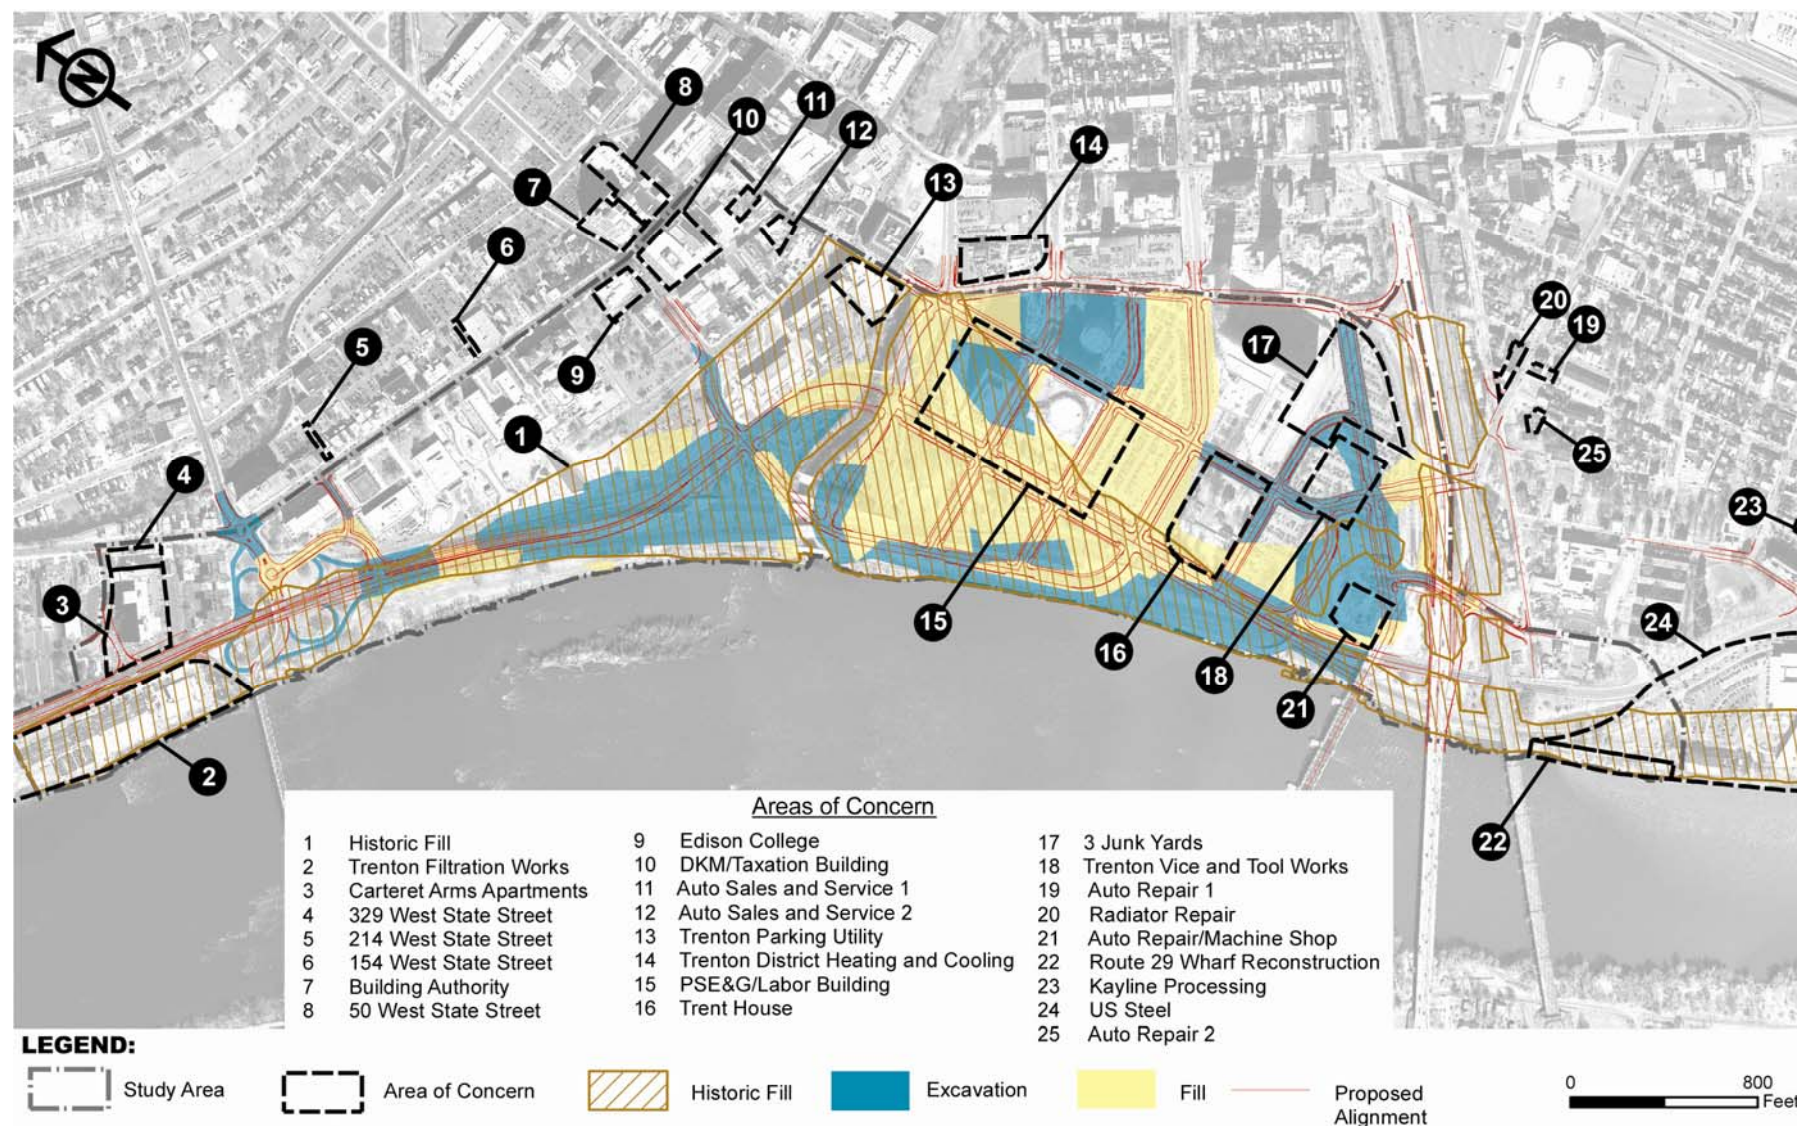 N
8
11
10
12
14
7
13
6
20
19
5
17
9
1
25
4
23
3
15
24
16
18
21
2
22
Areas of Concern
1 Historic Fill
2 Trenton Filtration Works
3 Carteret Arms Apartments
4 329 West State Street
5 214 West State Street
6 154 West State Street
7 Building Authority
8 50 West State Street
9 Edison College
10 DKM/Taxation Building
11 Auto Sales and Service 1
12 Auto Sales and Service 2
13 Trenton Parking Utility
14 Trenton District Heating and Cooling
15 PSE&G/Labor Building
16 Trent House
17 3 Junk Yards
18 Trenton Vice and Tool Works
19 Auto Repair 1
20 Radiator Repair
21 Auto Repair/Machine Shop
22 Route 29 Wharf Reconstruction
23 Kayline Processing
24 US Steel
25 Auto Repair 2
LEGEND:
Study Area
Area of Concern
Historic Fill
Excavation
Fill
Proposed
Alignment
0 800
Feet